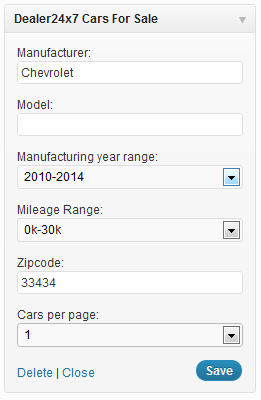 Dealer24x7 Cars For Sale
Manufacturer:
Chevrolet
Model:
Manufacturing year range:
2010-2014
Mileage Range:
0k-30k
Zipcode:
33434
Cars per page:
1
Delete | Close
Save